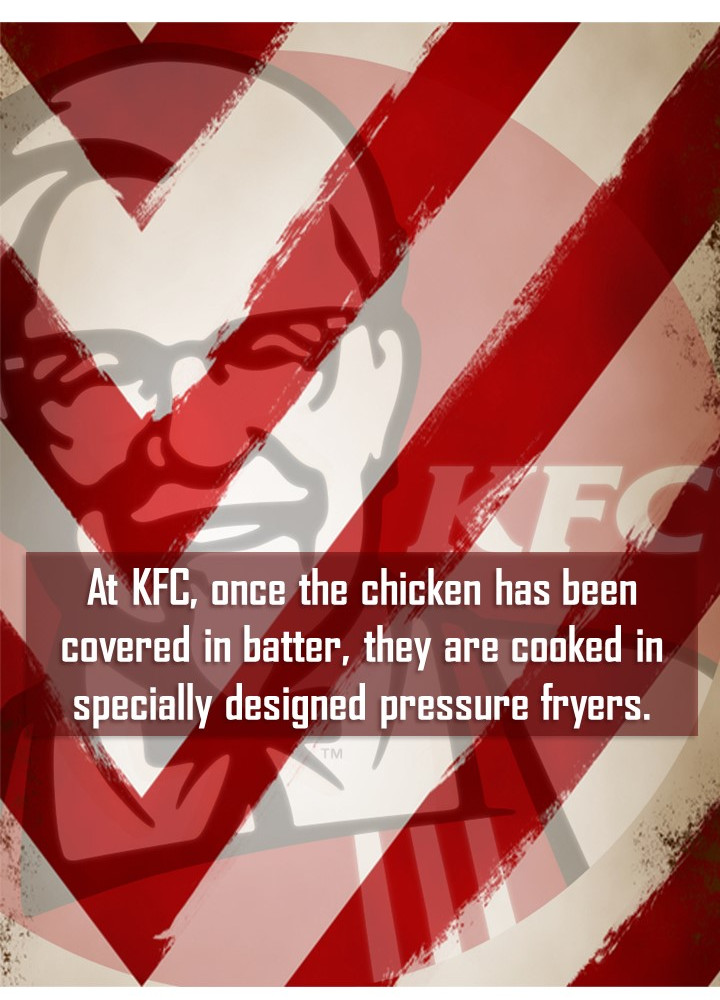 KFC
At KFC, once the chicken has been
covered in batter, they are cooked in
specially designed pressure fryers.
TM